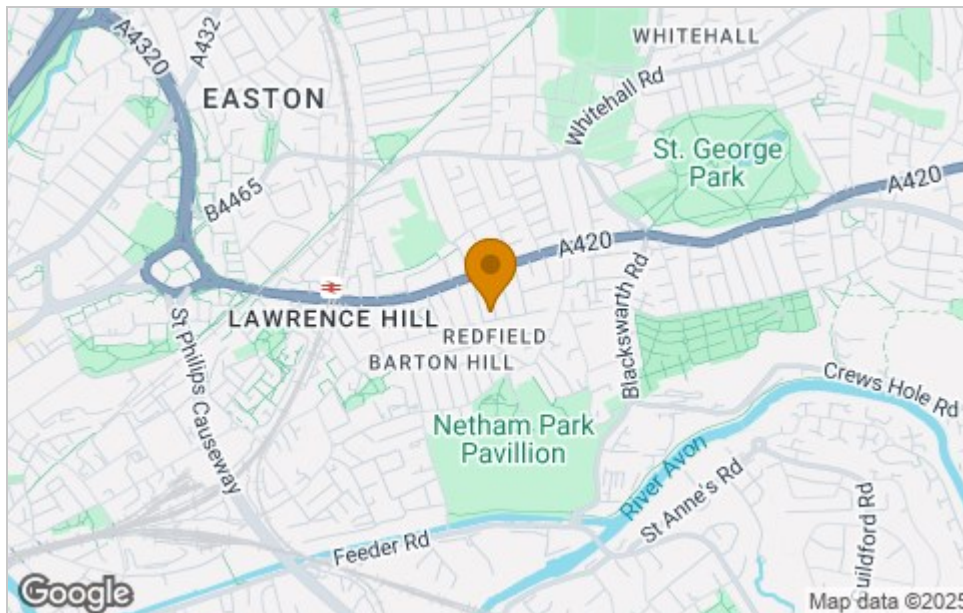 A4320
A432
WHITEHALL
EASTON
Whitehall Rd
St. George
Park
A420
B4465
A420
LAWRENCE HILL
REDFIELD
BARTON HILL
Blackswarth Rd
St Philips Causeway
Crews Hole Rd
Netham Park
Pavillion
River Avon
St Anne's Rd
Feeder Rd
uildford Rd
Google
Map data ©2025